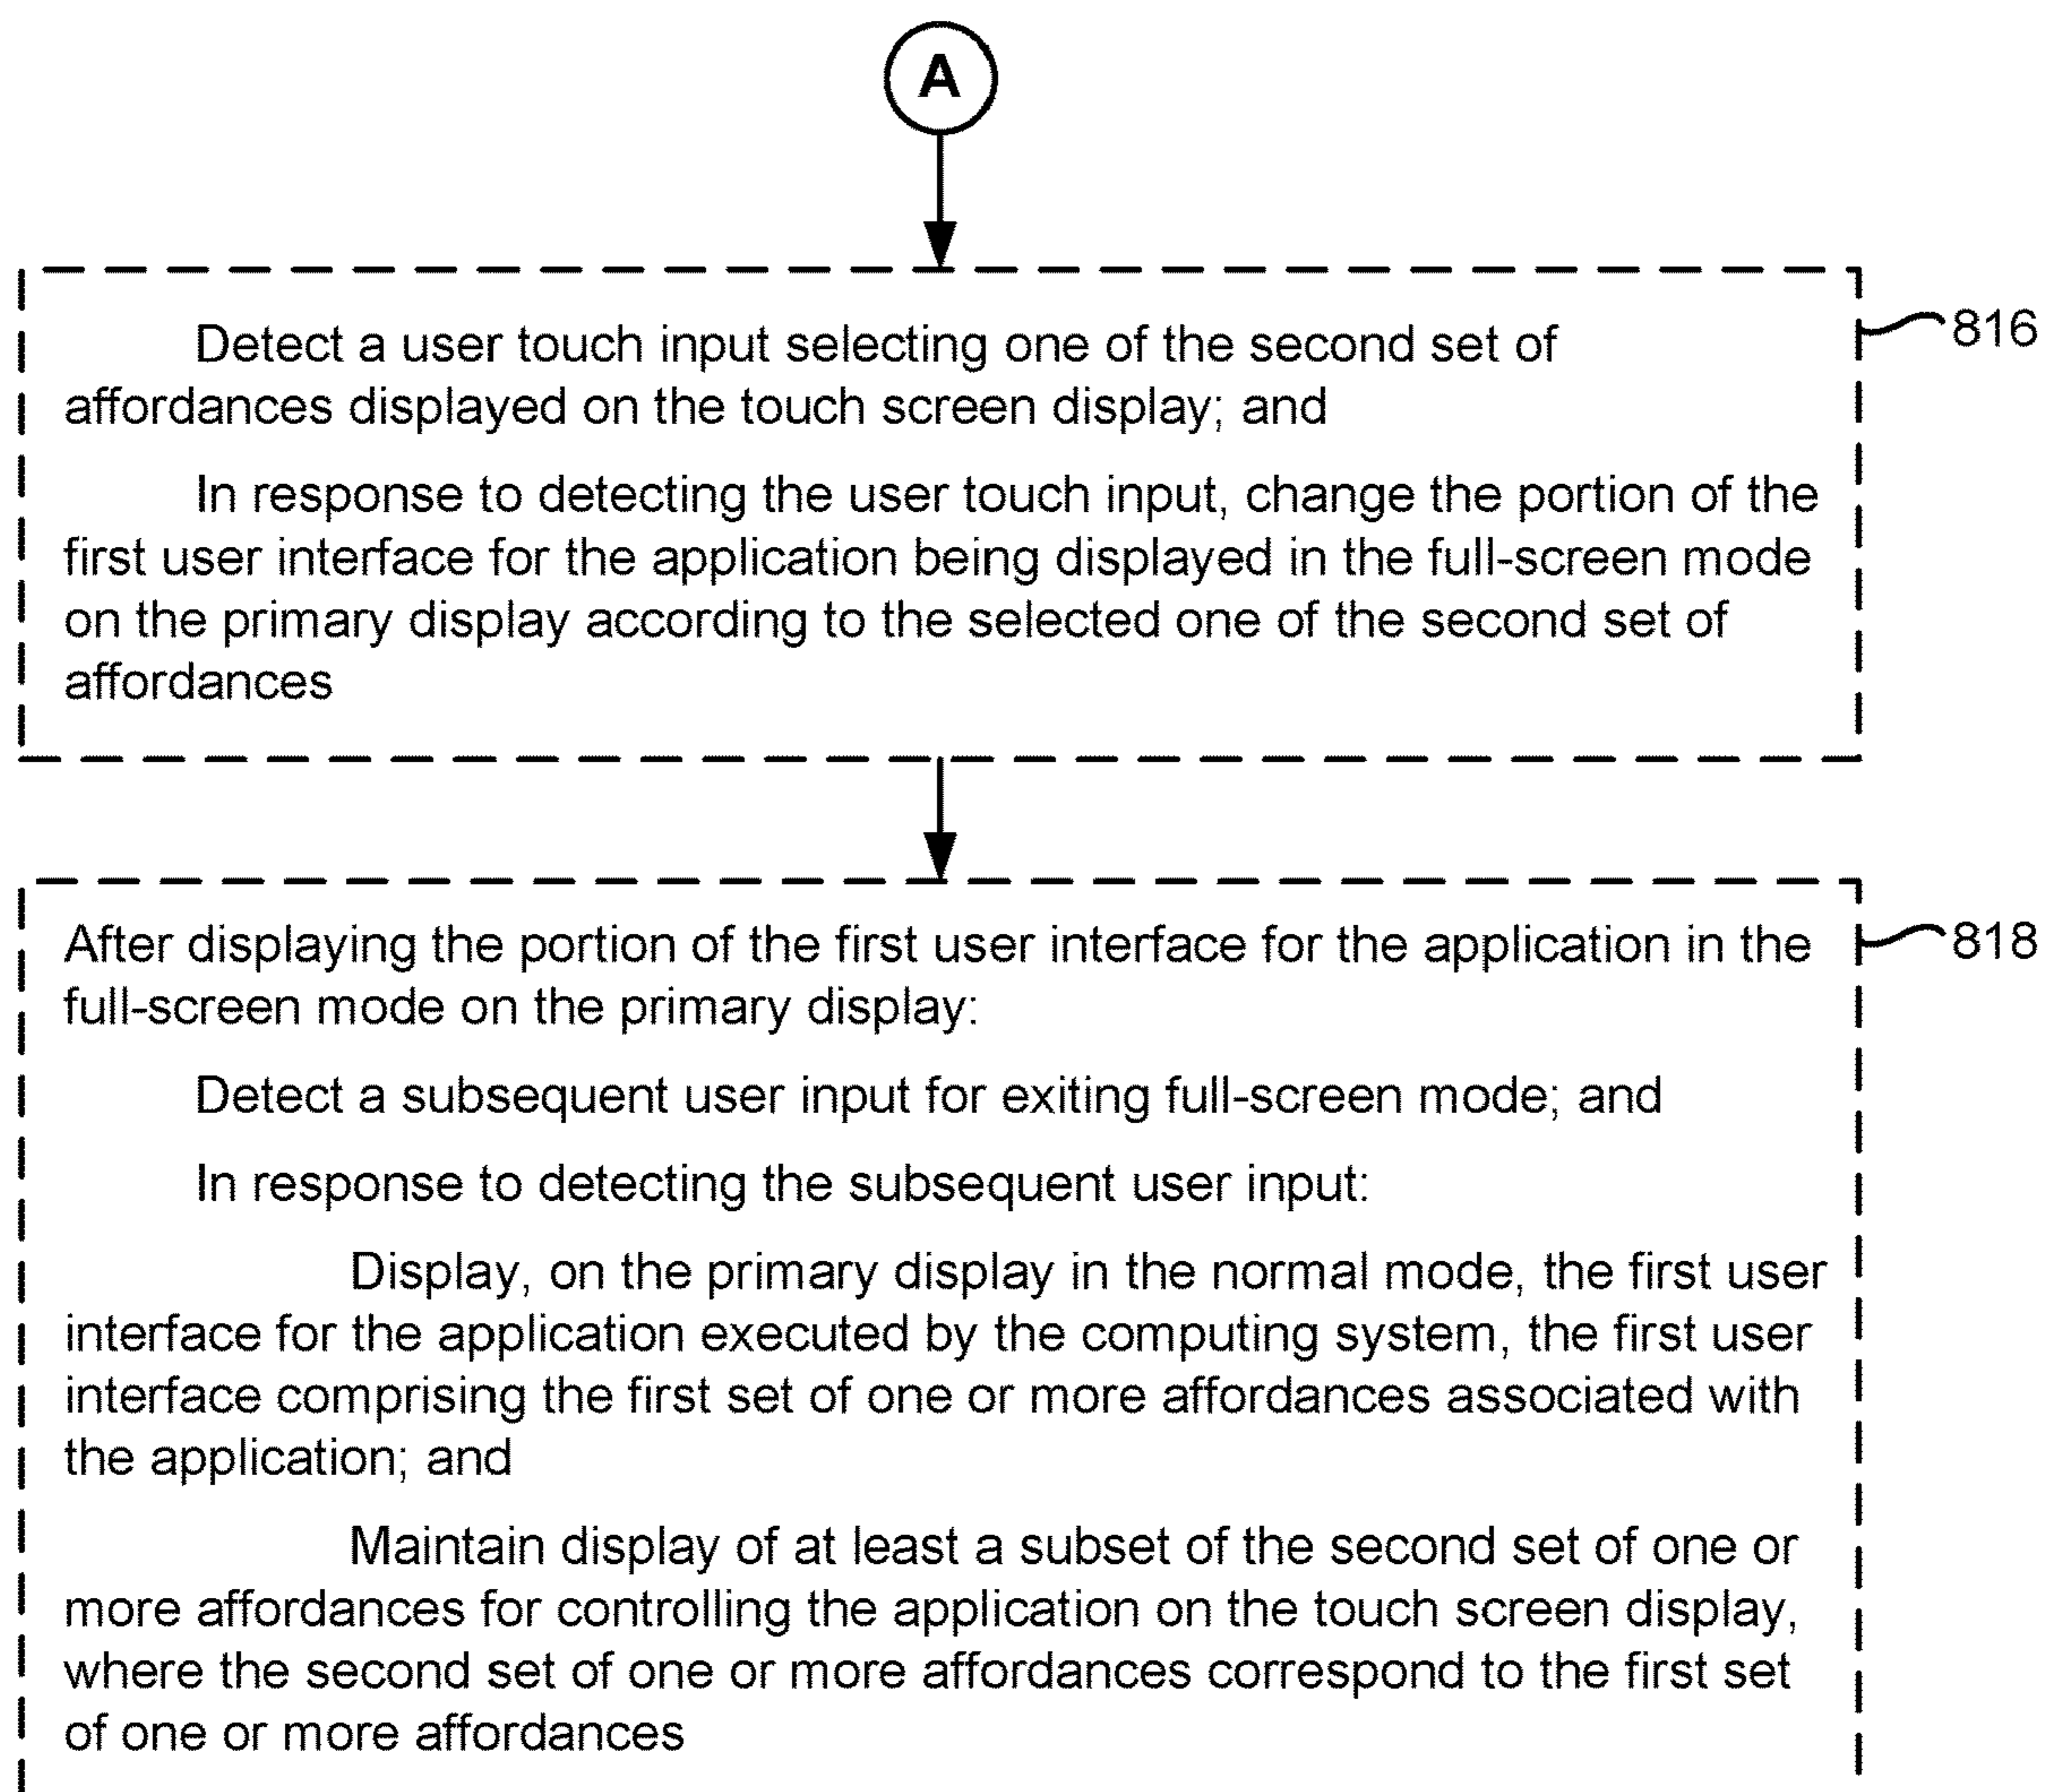 A
Detect a user touch input selecting one of the second set of
affordances displayed on the touch screen display; and
In response to detecting the user touch input, change the portion of the
first user interface for the application being displayed in the full-screen mode
on the primary display according to the selected one of the second set of
affordances
816
After displaying the portion of the first user interface for the application in the
full-screen mode on the primary display:
Detect a subsequent user input for exiting full-screen mode; and
In response to detecting the subsequent user input:
Display, on the primary display in the normal mode, the first user
interface for the application executed by the computing system, the first user
interface comprising the first set of one or more affordances associated with
the application; and
Maintain display of at least a subset of the second set of one or
more affordances for controlling the application on the touch screen display,
where the second set of one or more affordances correspond to the first set
of one or more affordances
818